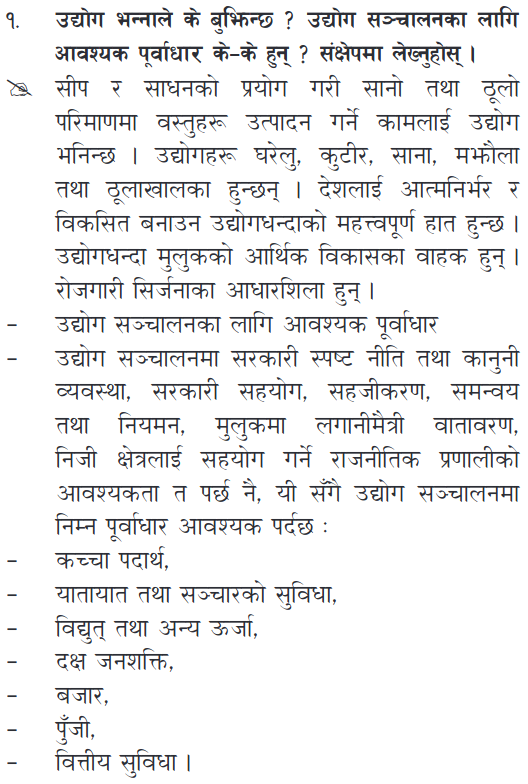 १. उद्योग भन्नाले के बुझिन्छ ? उद्योग सञ्चालनका लागि
आवश्यक पूर्वाधार के-के हुन् ? संक्षेपमा लेख्नुहोस् ।
सीप र साधनको प्रयोग गरी सानो तथा ठूलो
परिमाणमा वस्तुहरू उत्पादन गर्ने कामलाई उद्योग
भनिन्छ । उद्योगहरू घरेलु, कुटीर, साना, मझौला
तथा ठूलाखालका हुन्छन् । देशलाई आत्मनिर्भर र
विकसित बनाउन उद्योगधन्दाको महत्त्वपूर्ण हात हुन्छ ।
उद्योगधन्दा मुलुकको आर्थिक विकासका वाहक हुन् ।
रोजगारी सिर्जनाका आधारशिला हुन् ।
– उद्योग सञ्चालनका लागि आवश्यक पूर्वाधार
– उद्योग सञ्चालनमा सरकारी स्पष्ट नीति तथा कानुनी
व्यवस्था, सरकारी सहयोग, सहजीकरण, समन्वय
तथा नियमन, मुलुकमा लगानीमैत्री वातावरण,
निजी क्षेत्रलाई सहयोग गर्ने राजनीतिक प्रणालीको
आवश्यकता त पर्छ नै, यी सँगै उद्योग सञ्चालनमा
निम्न पूर्वाधार आवश्यक पर्दछ :
– कच्चा पदार्थ,
– यातायात तथा सञ्चारको सुविधा,
– विद्युत् तथा अन्य ऊर्जा,
– दक्ष जनशक्ति,
– बजार,
– पुँजी,
– वित्तीय सुविधा ।